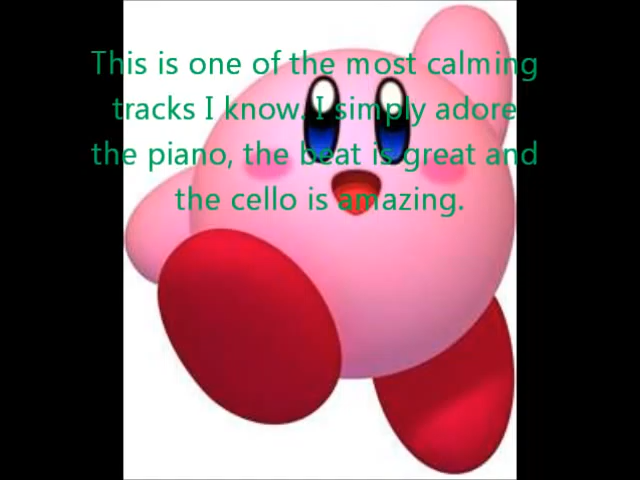 This is one of the most calming
tracks I know. I simply adore
the piano, the beat is great and
the cello is amazing.